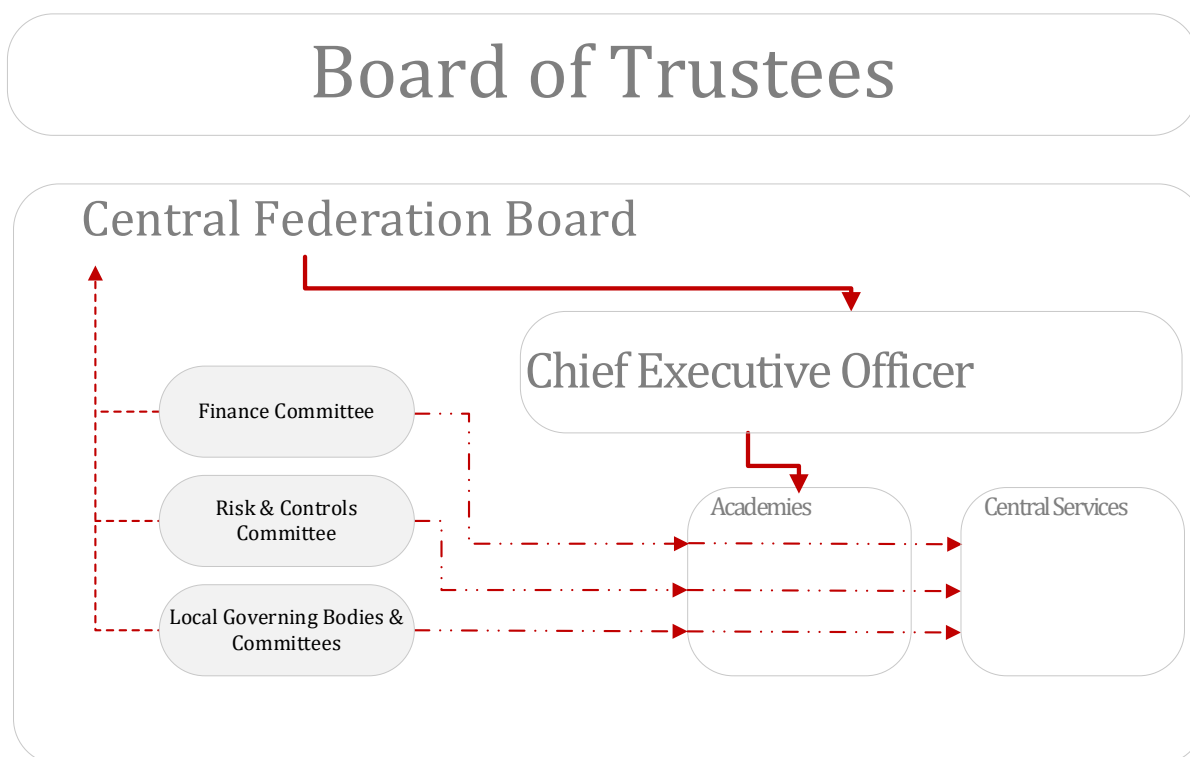 Board of Trustees
Central Federation Board
Chief Executive Officer
Finance Committee
Risk & Controls
Committee
Local Governing Bodies &
Committees
Academies
Central Services